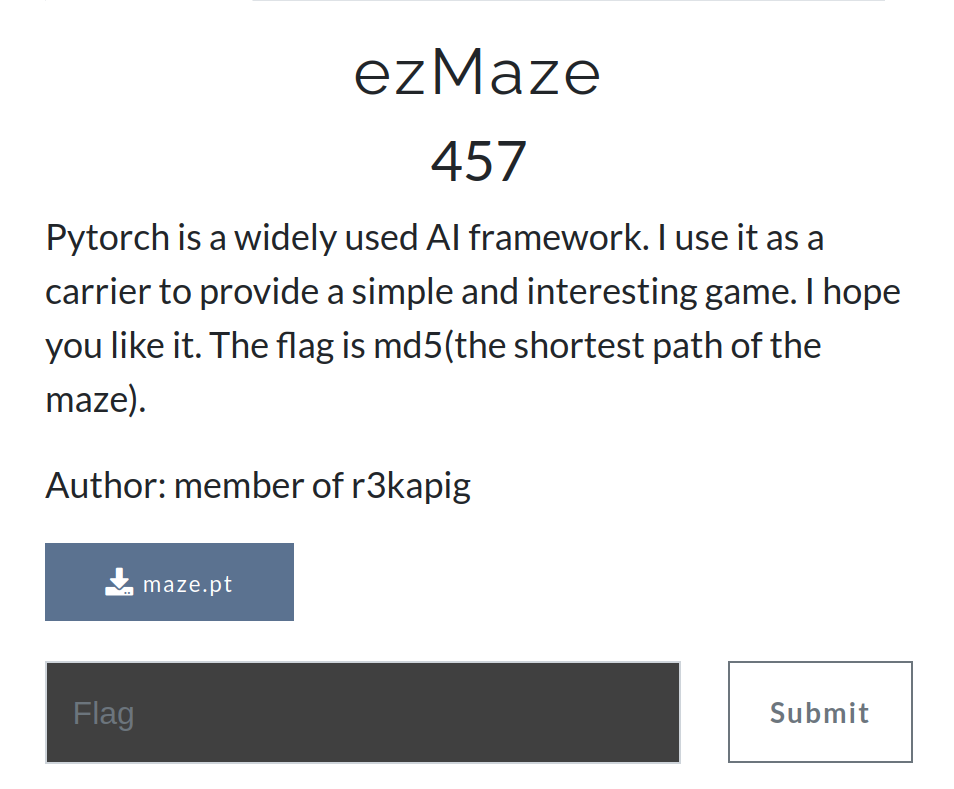 ezMaze
457
Pytorch is a widely used AI framework. I use it as a
carrier to provide a simple and interesting game. I hope
you like it. The flag is md5(the shortest path of the
maze).
Author: member of r3kapig
maze.pt
Flag
Submit